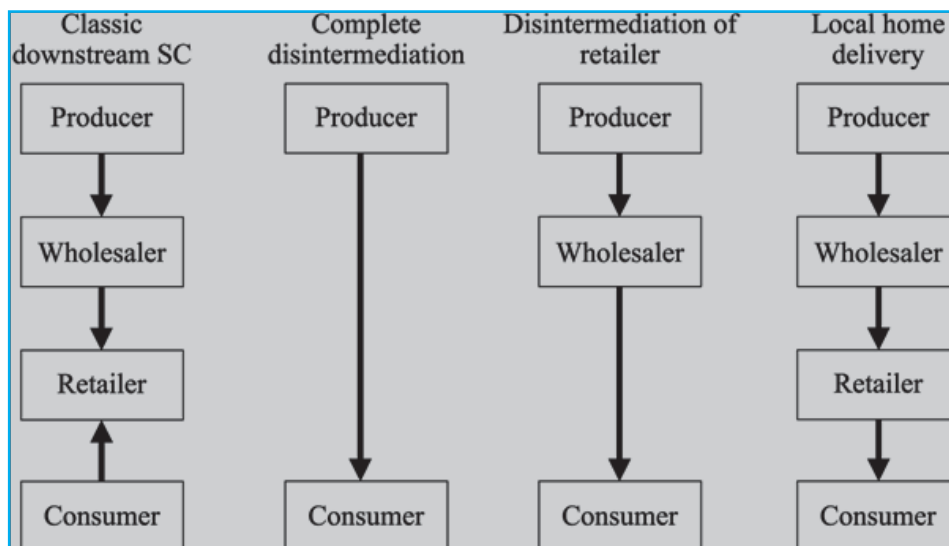 Classic
downstream SC
Complete
disintermediation
Disintermediation of
retailer
Local home
delivery
Producer
Producer
Producer
Producer
Wholesaler
Wholesaler
Wholesaler
Retailer
Retailer
Consumer
Consumer
Consumer
Consumer